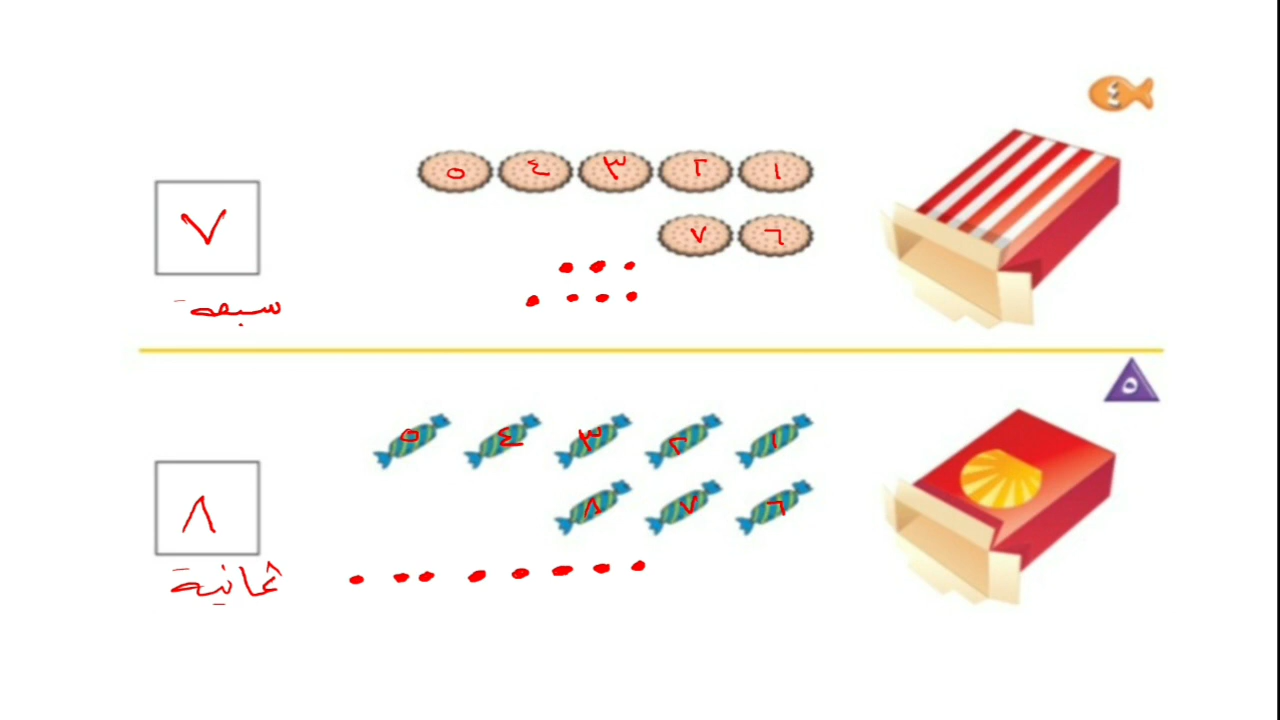 ٤
١ ٢ ٣ ٤ ٥
٦ ٧
٧
سبعة
٥
١ ٢ ٣ ٤ ٥
٦ ٧ ٨
٨
ثمانية